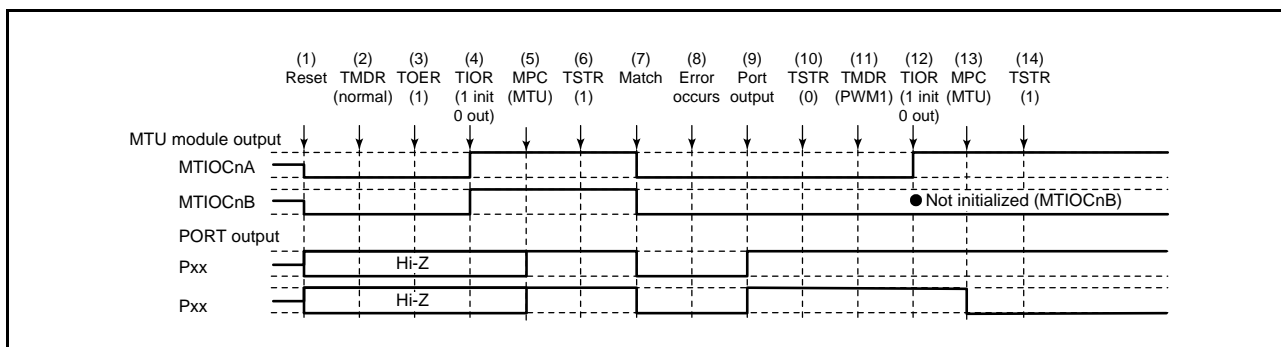 (1) (2) (3) (4) (5) (6) (7) (8) (9) (10) (11) (12) (13) (14)
Reset TMDR TOER TIOR MPC TSTR Match Error Port TSTR TMDR TIOR MPC TSTR
(normal) (1) (1 init (MTU) (1) occurs output (0) (PWM1) (1 init (MTU) (1)
0 out) 0 out)
MTU module output
MTIOCnA
MTIOCnB ● Not initialized (MTIOCnB)
PORT output
Pxx Hi-Z
Pxx Hi-Z